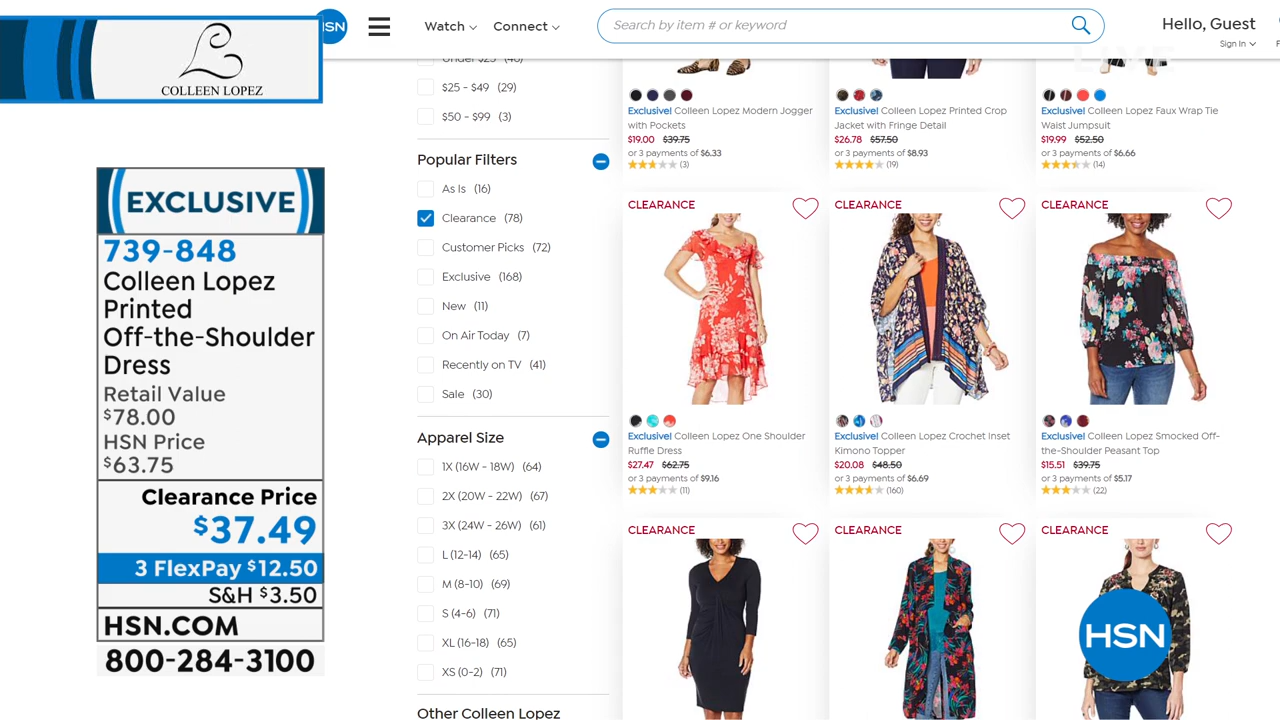 COLLEEN LOPEZ
EXCLUSIVE
739-848
Colleen Lopez
Printed
Off-the-Shoulder
Dress
Retail Value
$78.00
HSN Price
$63.75
Clearance Price
$37.49
3 FlexPay $12.50
S&H $3.50
HSN.COM
800-284-3100
HSN
Watch
Connect
Search by item # or keyword
Hello, Guest
Sign In
LIVE
$25 - $49 (29)
$50 - $99 (3)
Popular Filters
As Is (16)
Clearance (78)
Customer Picks (72)
Exclusive (168)
New (11)
On Air Today (7)
Recently on TV (41)
Sale (30)
Apparel Size
1X (16W - 18W) (64)
2X (20W - 22W) (67)
3X (24W - 26W) (61)
L (12-14) (65)
M (8-10) (69)
S (4-6) (71)
XL (16-18) (65)
XS (0-2) (71)
Other Colleen Lopez
Exclusive! Colleen Lopez Modern Jogger
with Pockets
$19.00 $39.75
or 3 payments of $6.33
(3)
Exclusive! Colleen Lopez Printed Crop
Jacket with Fringe Detail
$26.78 $57.50
or 3 payments of $8.93
(19)
Exclusive! Colleen Lopez Faux Wrap Tie
Waist Jumpsuit
$19.99 $52.50
or 3 payments of $6.66
(14)
CLEARANCE
Exclusive! Colleen Lopez One Shoulder
Ruffle Dress
$27.47 $62.75
or 3 payments of $9.16
(11)
CLEARANCE
Exclusive! Colleen Lopez Crochet Inset
Kimono Topper
$20.08 $48.50
or 3 payments of $6.69
(160)
CLEARANCE
Exclusive! Colleen Lopez Smocked Off-
the-Shoulder Peasant Top
$15.51 $39.75
or 3 payments of $5.17
(22)
CLEARANCE
CLEARANCE
CLEARANCE
HSN